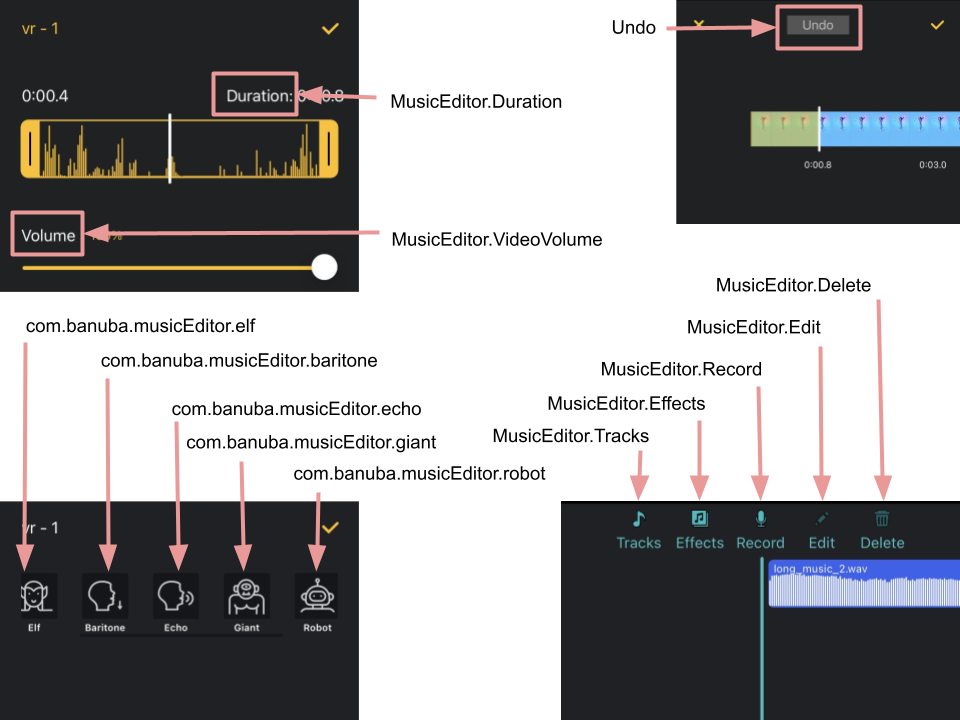 vr - 1
0:00.4
Duration: 0:00.8
MusicEditor.Duration
Volume
MusicEditor.VideoVolume
Undo
Undo
0:00.8
0:03.0
com.banuba.musicEditor.elf
com.banuba.musicEditor.baritone
com.banuba.musicEditor.echo
com.banuba.musicEditor.giant
com.banuba.musicEditor.robot
vr - 1
Elf
Baritone
Echo
Giant
Robot
MusicEditor.Delete
MusicEditor.Edit
MusicEditor.Record
MusicEditor.Effects
MusicEditor.Tracks
Tracks
Effects
Record
Edit
Delete
long_music_2.wav